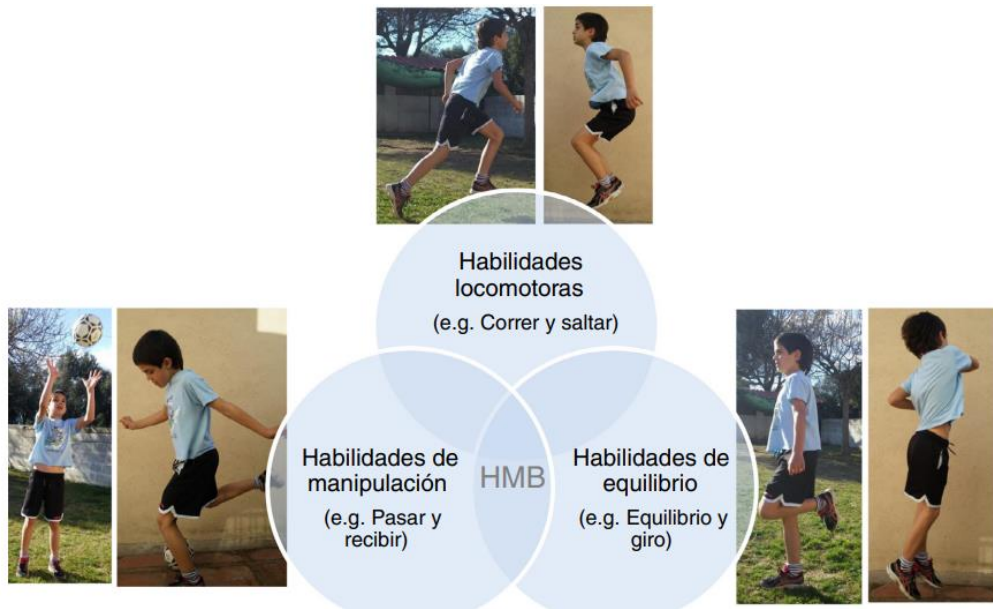 Habilidades
locomotoras
(e.g. Correr y saltar)
Habilidades de
manipulación
(e.g. Pasar y
recibir)
HMB
Habilidades de
equilibrio
(e.g. Equilibrio y
giro)